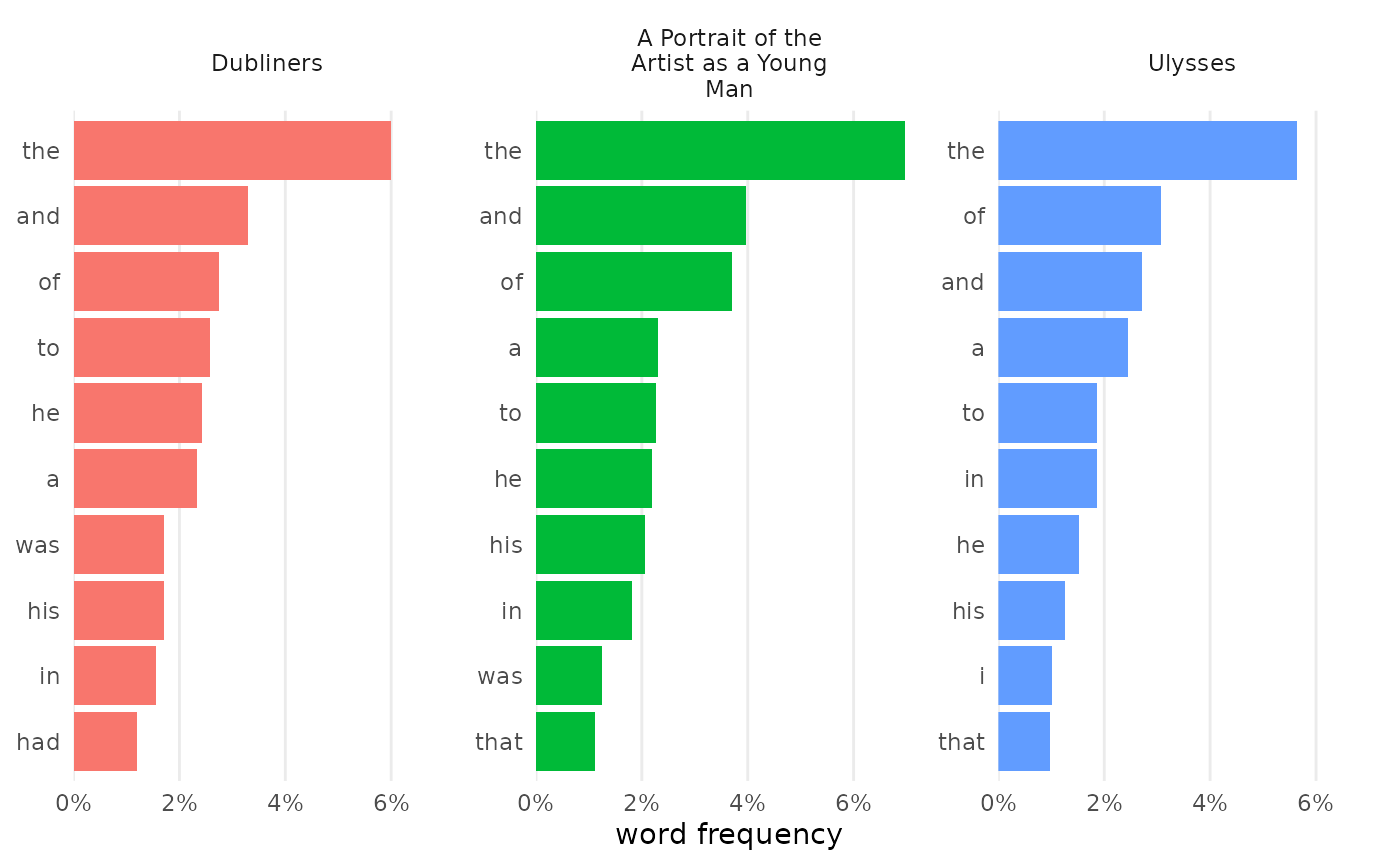 Dubliners
the
and
of
to
he
a
was
his
in
had
0% 2% 4% 6%
A Portrait of the
Artist as a Young
Man
the
and
of
a
to
he
his
in
was
that
0% 2% 4% 6%
Ulysses
the
of
and
a
to
in
he
his
i
that
0% 2% 4% 6%
word frequency